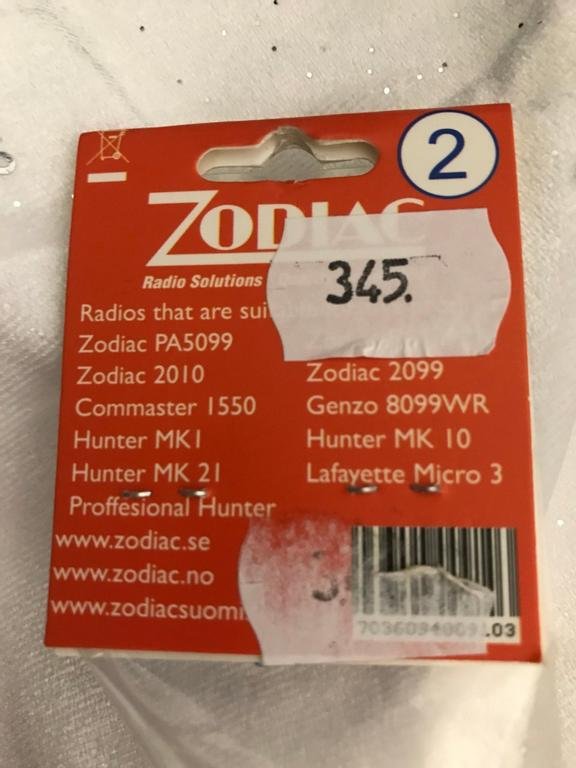 2
ZODIAC
345.
Radio Solutions
Radios that are
Zodiac PA5099
Zodiac 2010
Zodiac 2099
Commaster 1550
Genzo 8099WR
Hunter MK1
Hunter MK 10
Hunter MK 21
Lafayette Micro 3
Proffesional Hunter
www.zodiac.se
www.zodiac.no
www.zodiacsuomi.